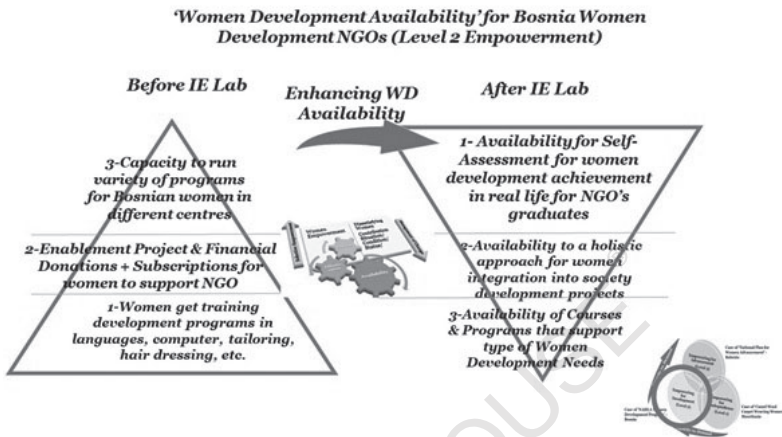 'Women Development Availability' for Bosnia Women
Development NGOs (Level 2 Empowerment)
Before IE Lab
Enhancing WD
Availability
After IE Lab
3-Capacity to run
variety of programs
for Bosnian women in
different centres
2-Enablement Project & Financial
Donations + Subscriptions for
women to support NGO
1-Women get training
development programs in
languages, computer, tailoring,
hair dressing, etc.
Women
Empowerment
1- Availability for Self-
Assessment for women
development achievement
in real life for NGO's
graduates
2-Availability to a holistic
approach for women
integration into society
development projects
3-Availability of Courses
& Programs that support
type of Women
Development Needs
OUSE